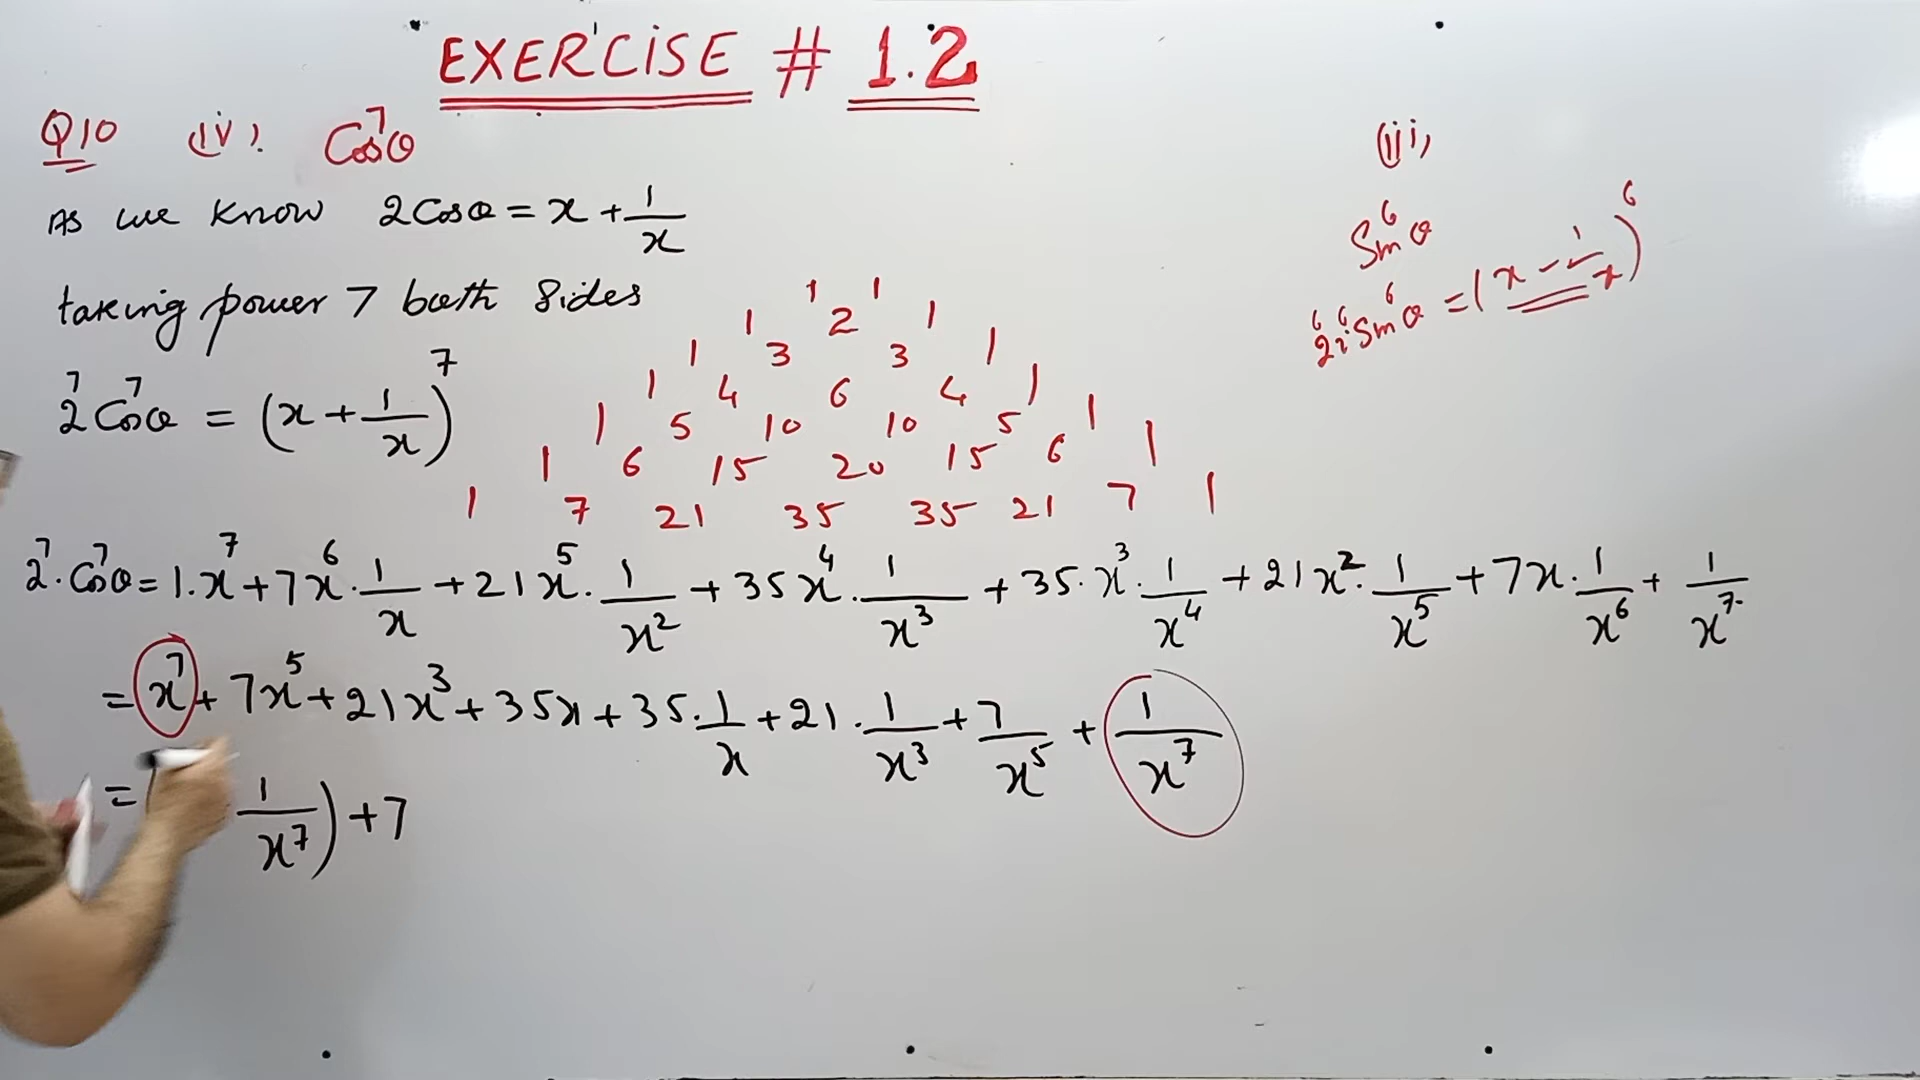 EXERCISE # 1.2
Q10 (iv): Cos⁷θ
As we know 2Cosθ = x + 1/x
taking power 7 both sides
2⁷Cos⁷θ = (x + 1/x)⁷
1 1
1 2 1
1 3 3 1
1 4 6 4 1
1 5 10 10 5 1
1 6 15 20 15 6 1
1 7 21 35 35 21 7 1
(ii)
Sin⁶θ
2⁶i⁶Sin⁶θ = (x - 1/x)⁶
2⁷.Cos⁷θ = 1.x⁷ + 7x⁶.1/x + 21x⁵.1/x² + 35x⁴.1/x³ + 35.x³.1/x⁴ + 21x².1/x⁵ + 7x.1/x⁶ + 1/x⁷
= x⁷ + 7x⁵ + 21x³ + 35x + 35.1/x + 21.1/x³ + 7/x⁵ + 1/x⁷
= ( 1/x⁷) + 7